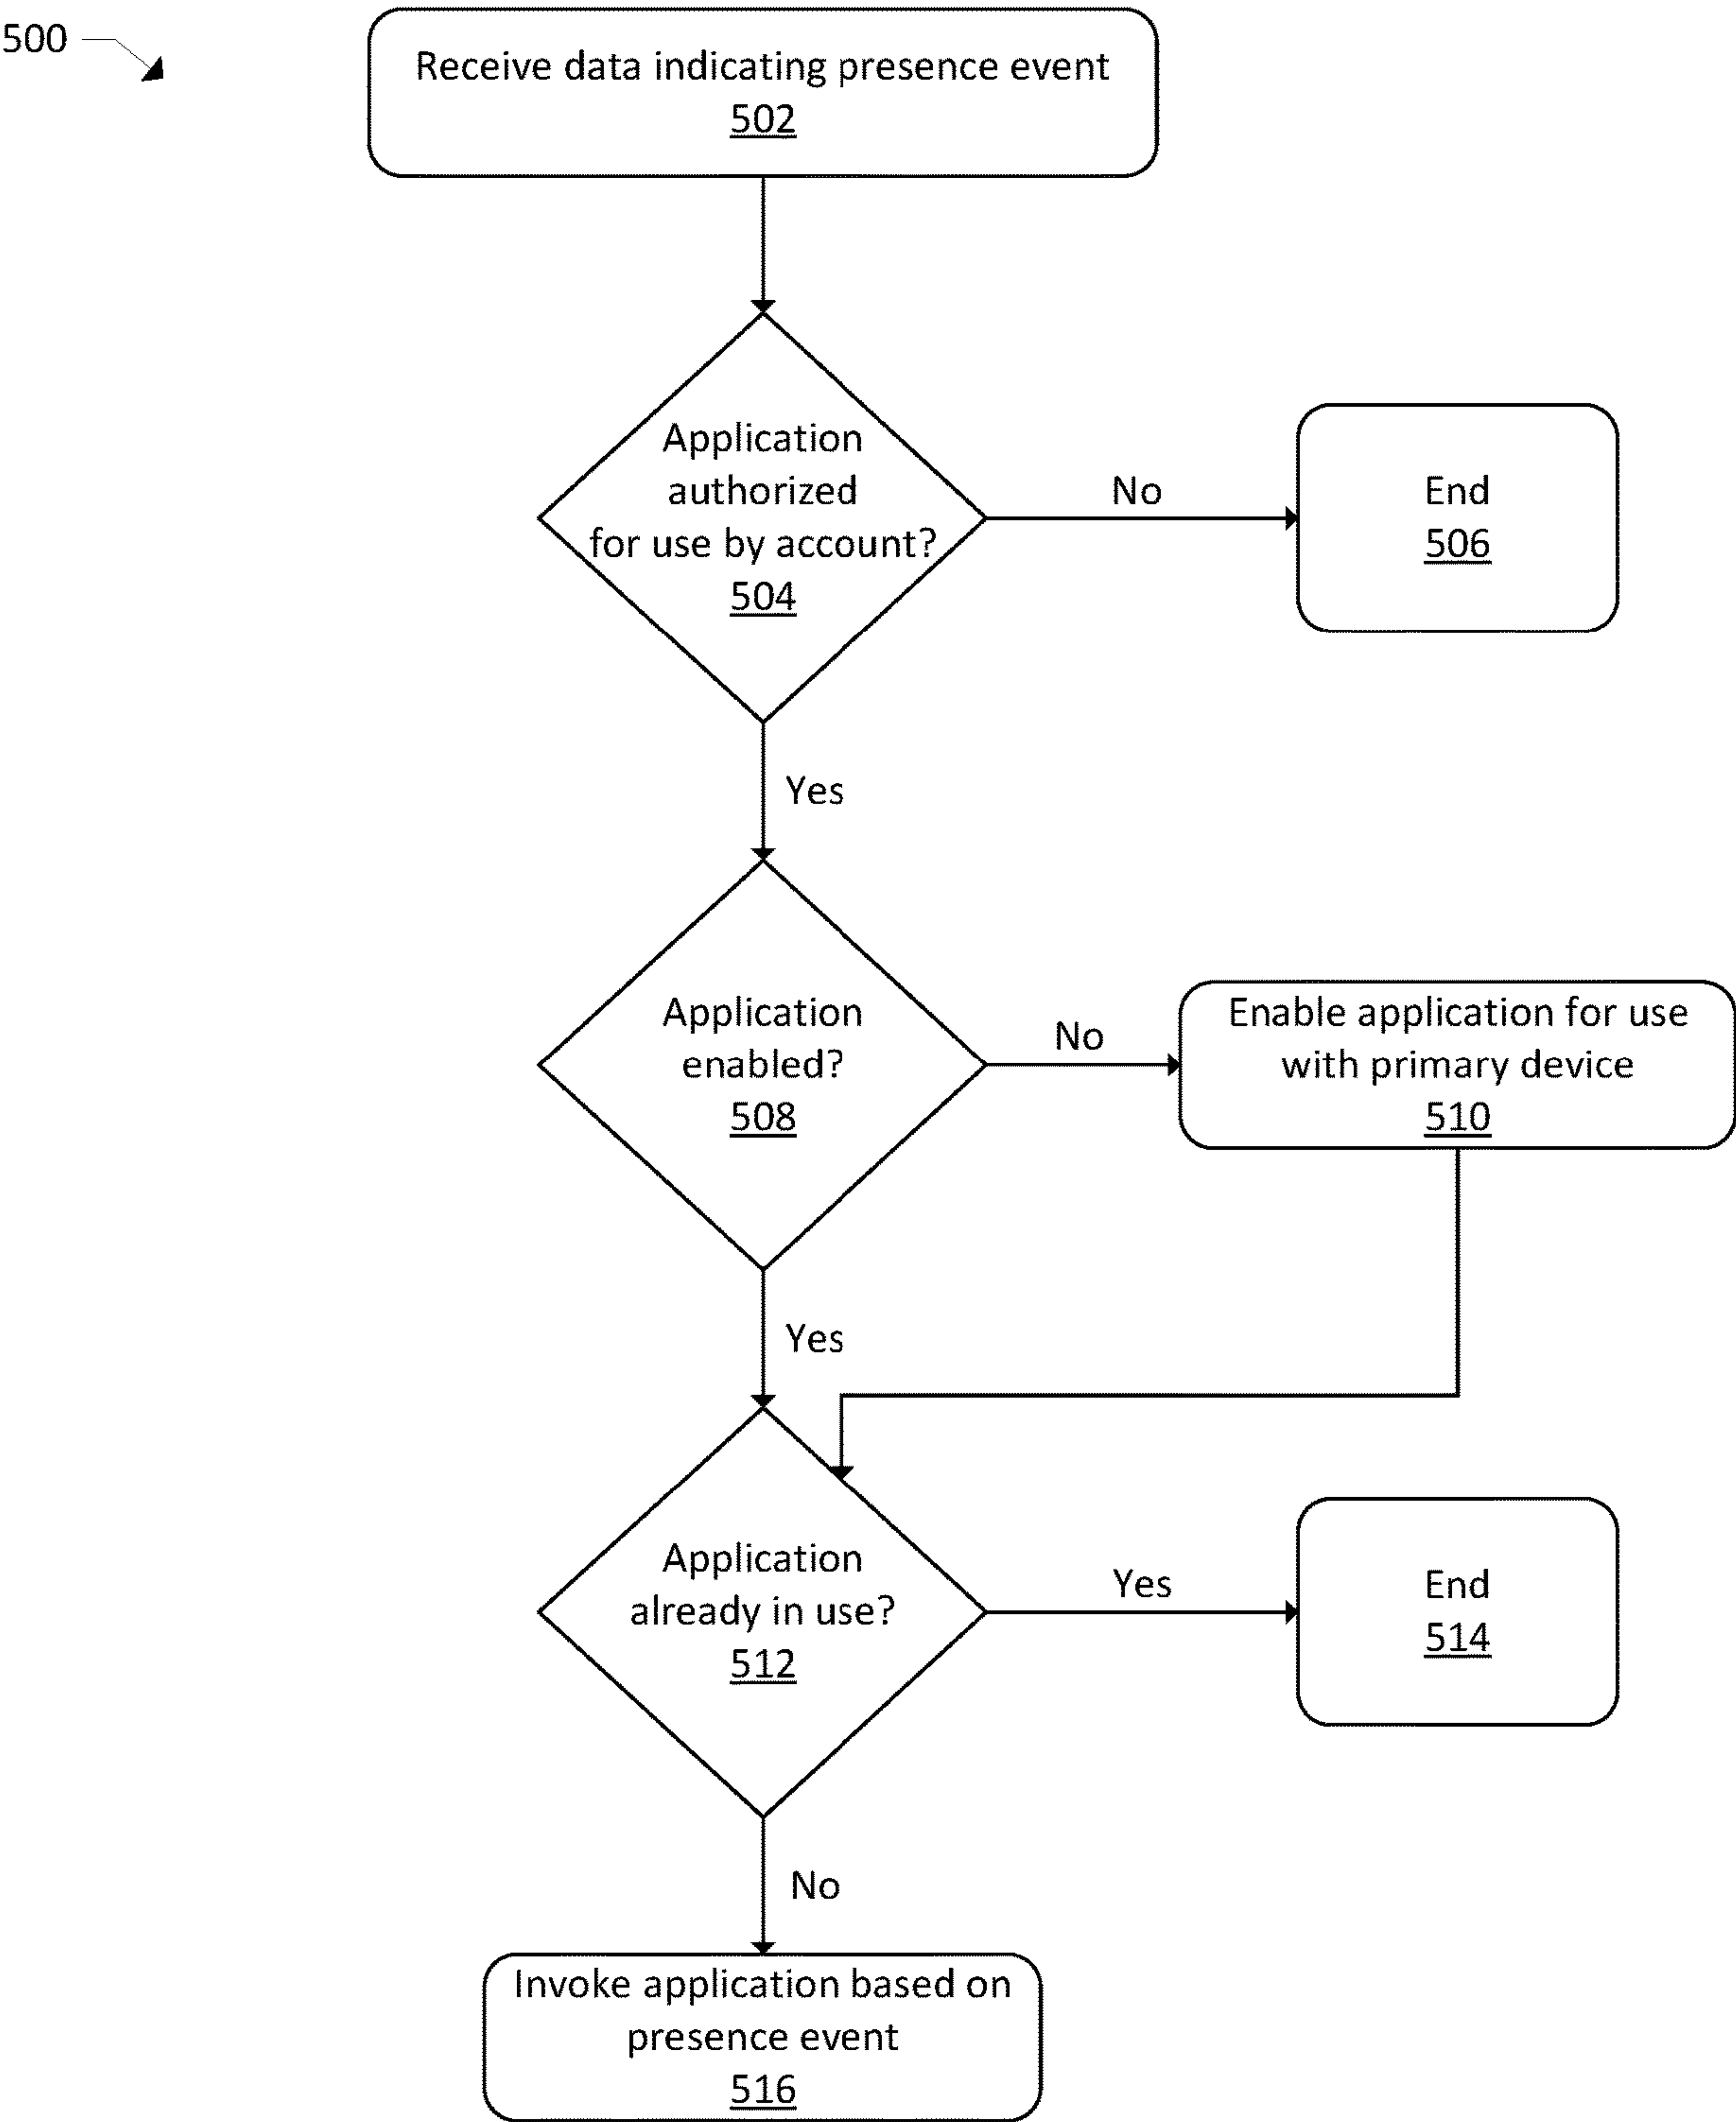 500
Receive data indicating presence event
502
Application
authorized
for use by account?
504
No
End
506
Yes
Application
enabled?
508
No
Enable application for use
with primary device
510
Yes
Application
already in use?
512
Yes
End
514
No
Invoke application based on
presence event
516